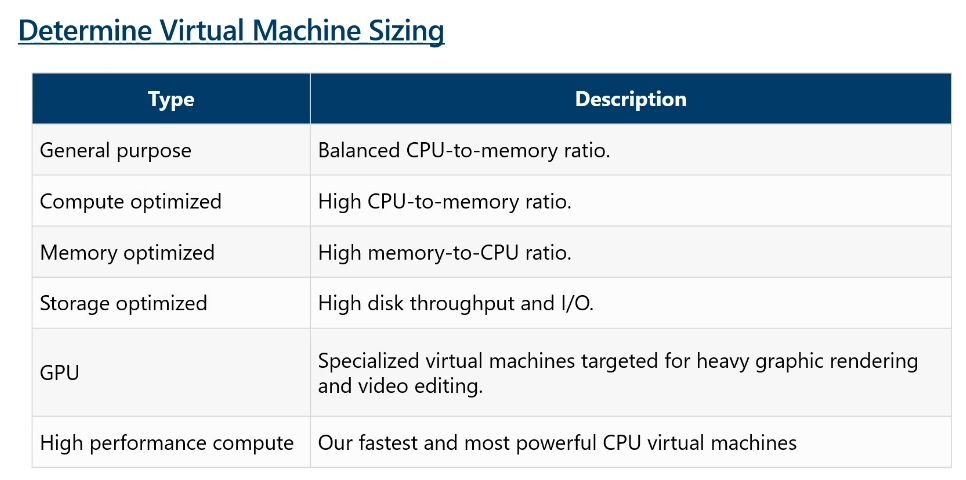 Determine Virtual Machine Sizing
Type Description
General purpose Balanced CPU-to-memory ratio.
Compute optimized High CPU-to-memory ratio.
Memory optimized High memory-to-CPU ratio.
Storage optimized High disk throughput and I/O.
GPU Specialized virtual machines targeted for heavy graphic rendering
and video editing.
High performance compute Our fastest and most powerful CPU virtual machines